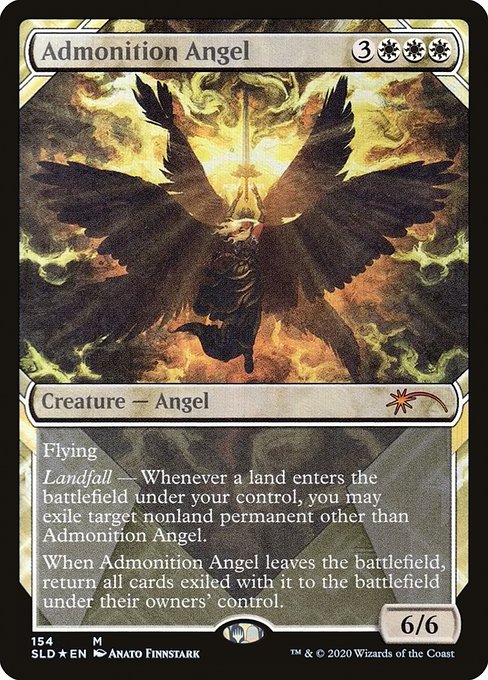 Admonition Angel 3
Creature — Angel
Flying
Landfall — Whenever a land enters the
battlefield under your control, you may
exile target nonland permanent other than
Admonition Angel.
When Admonition Angel leaves the battlefield,
return all cards exiled with it to the battlefield
under their owners' control.
6/6
154 M
SLD ★ EN Anato Finnstark
™ & © 2020 Wizards of the Coast